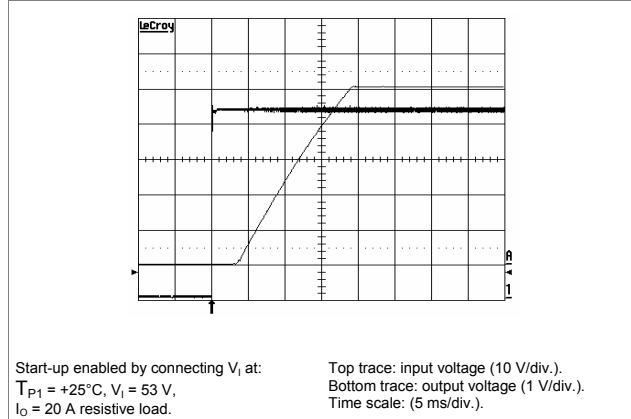 LeCroy
A
1
Start-up enabled by connecting VI at:
TP1 = +25°C, VI = 53 V,
IO = 20 A resistive load.
Top trace: input voltage (10 V/div.).
Bottom trace: output voltage (1 V/div.).
Time scale: (5 ms/div.).